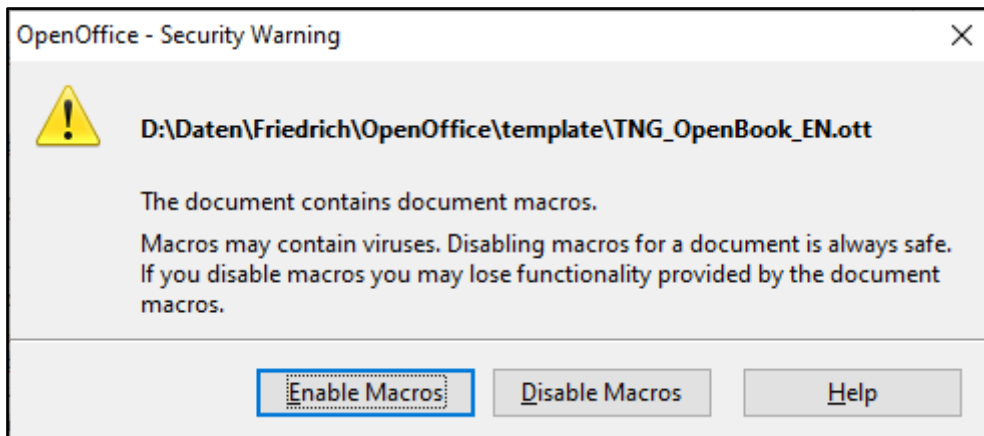 OpenOffice - Security Warning
D:\Daten\Friedrich\OpenOffice\template\TNG_OpenBook_EN.ott
The document contains document macros.
Macros may contain viruses. Disabling macros for a document is always safe.
If you disable macros you may lose functionality provided by the document
macros.
Enable Macros
Disable Macros
Help